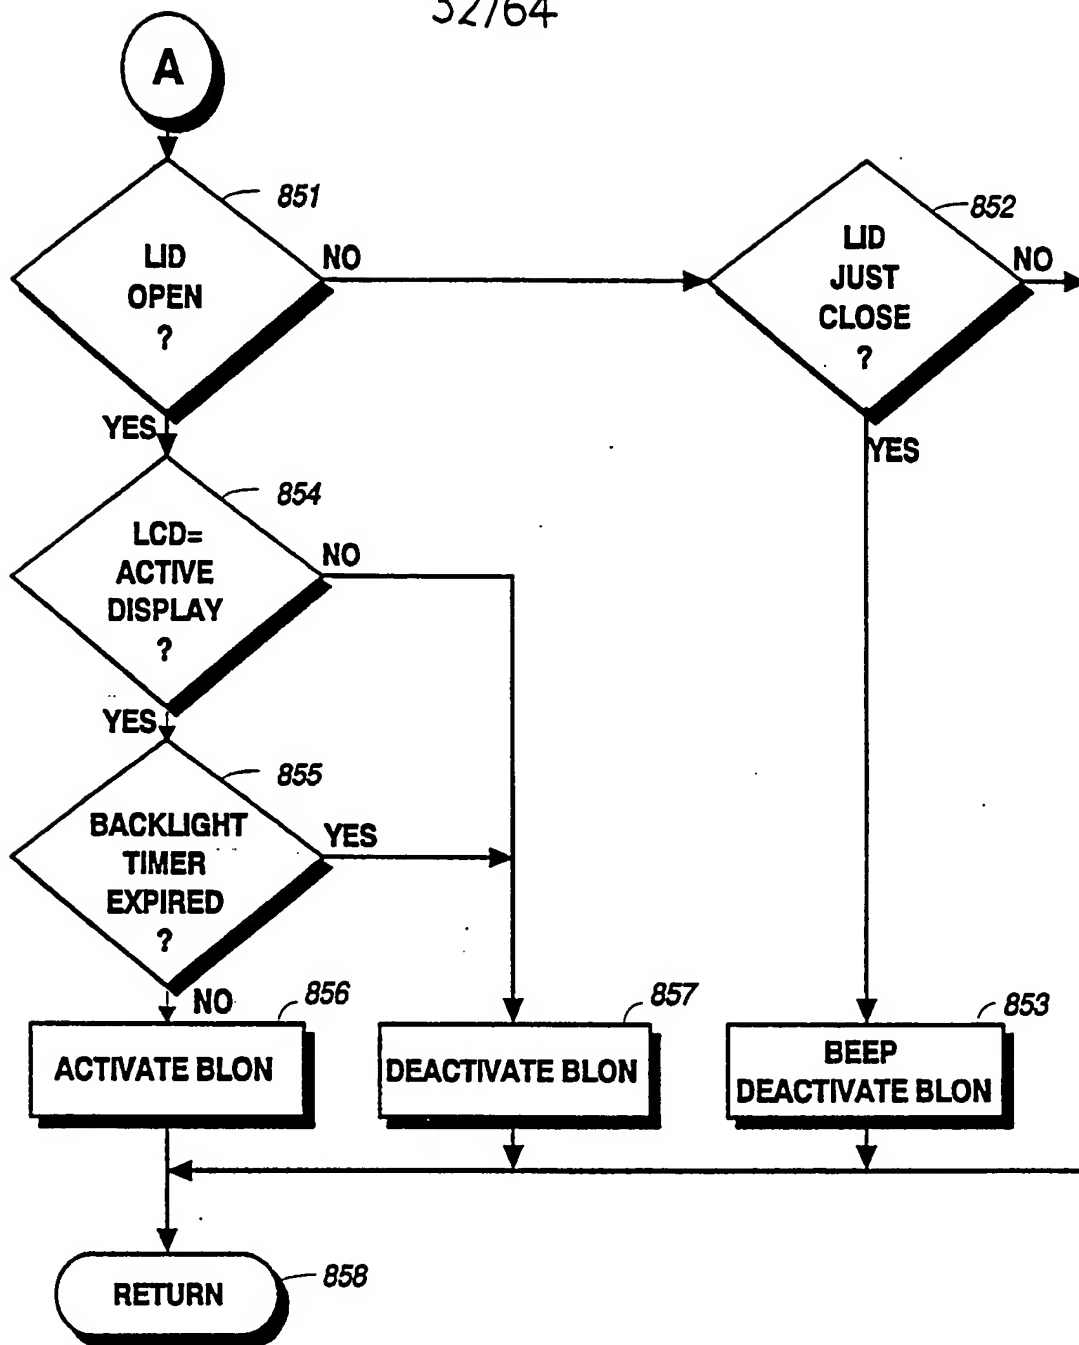 32/64
A
851
LID
OPEN
?
NO
852
LID
JUST
CLOSE
?
NO
YES
YES
854
LCD=
ACTIVE
DISPLAY
?
NO
YES
855
BACKLIGHT
TIMER
EXPIRED
?
YES
NO
856
ACTIVATE BLON
857
DEACTIVATE BLON
853
BEEP
DEACTIVATE BLON
RETURN
858